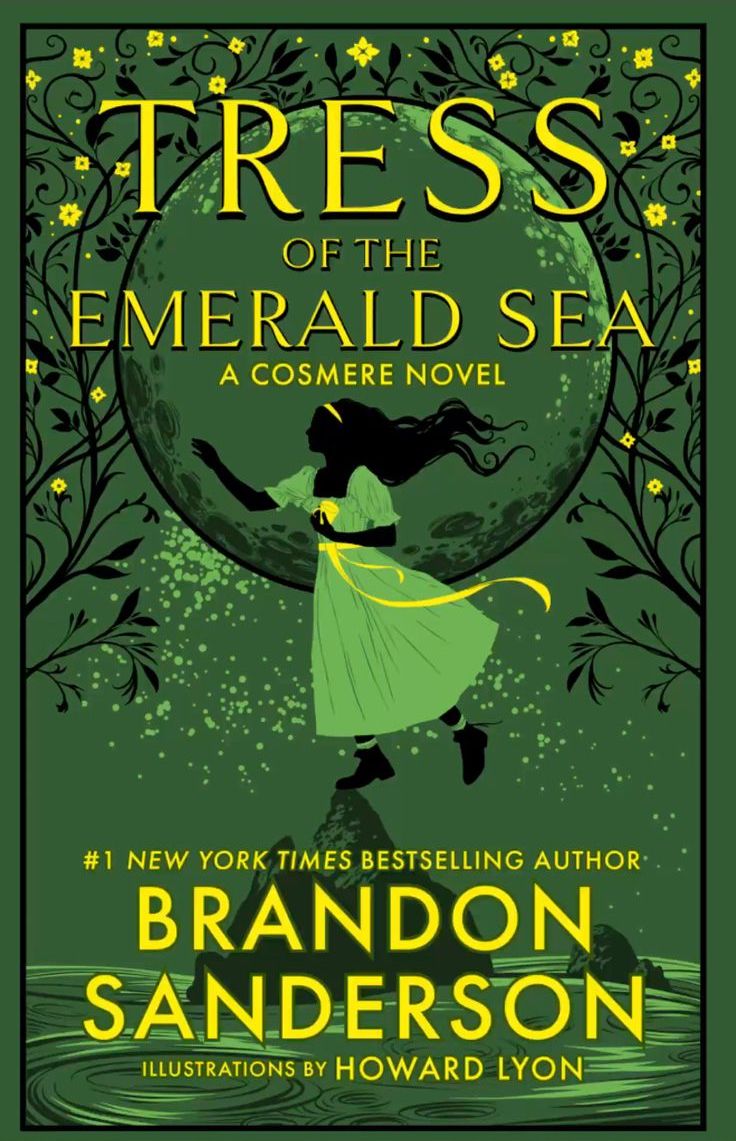 TRESS
OF THE
EMERALD SEA
A COSMERE NOVEL
#1 NEW YORK TIMES BESTSELLING AUTHOR
BRANDON
SANDERSON
ILLUSTRATIONS BY HOWARD LYON